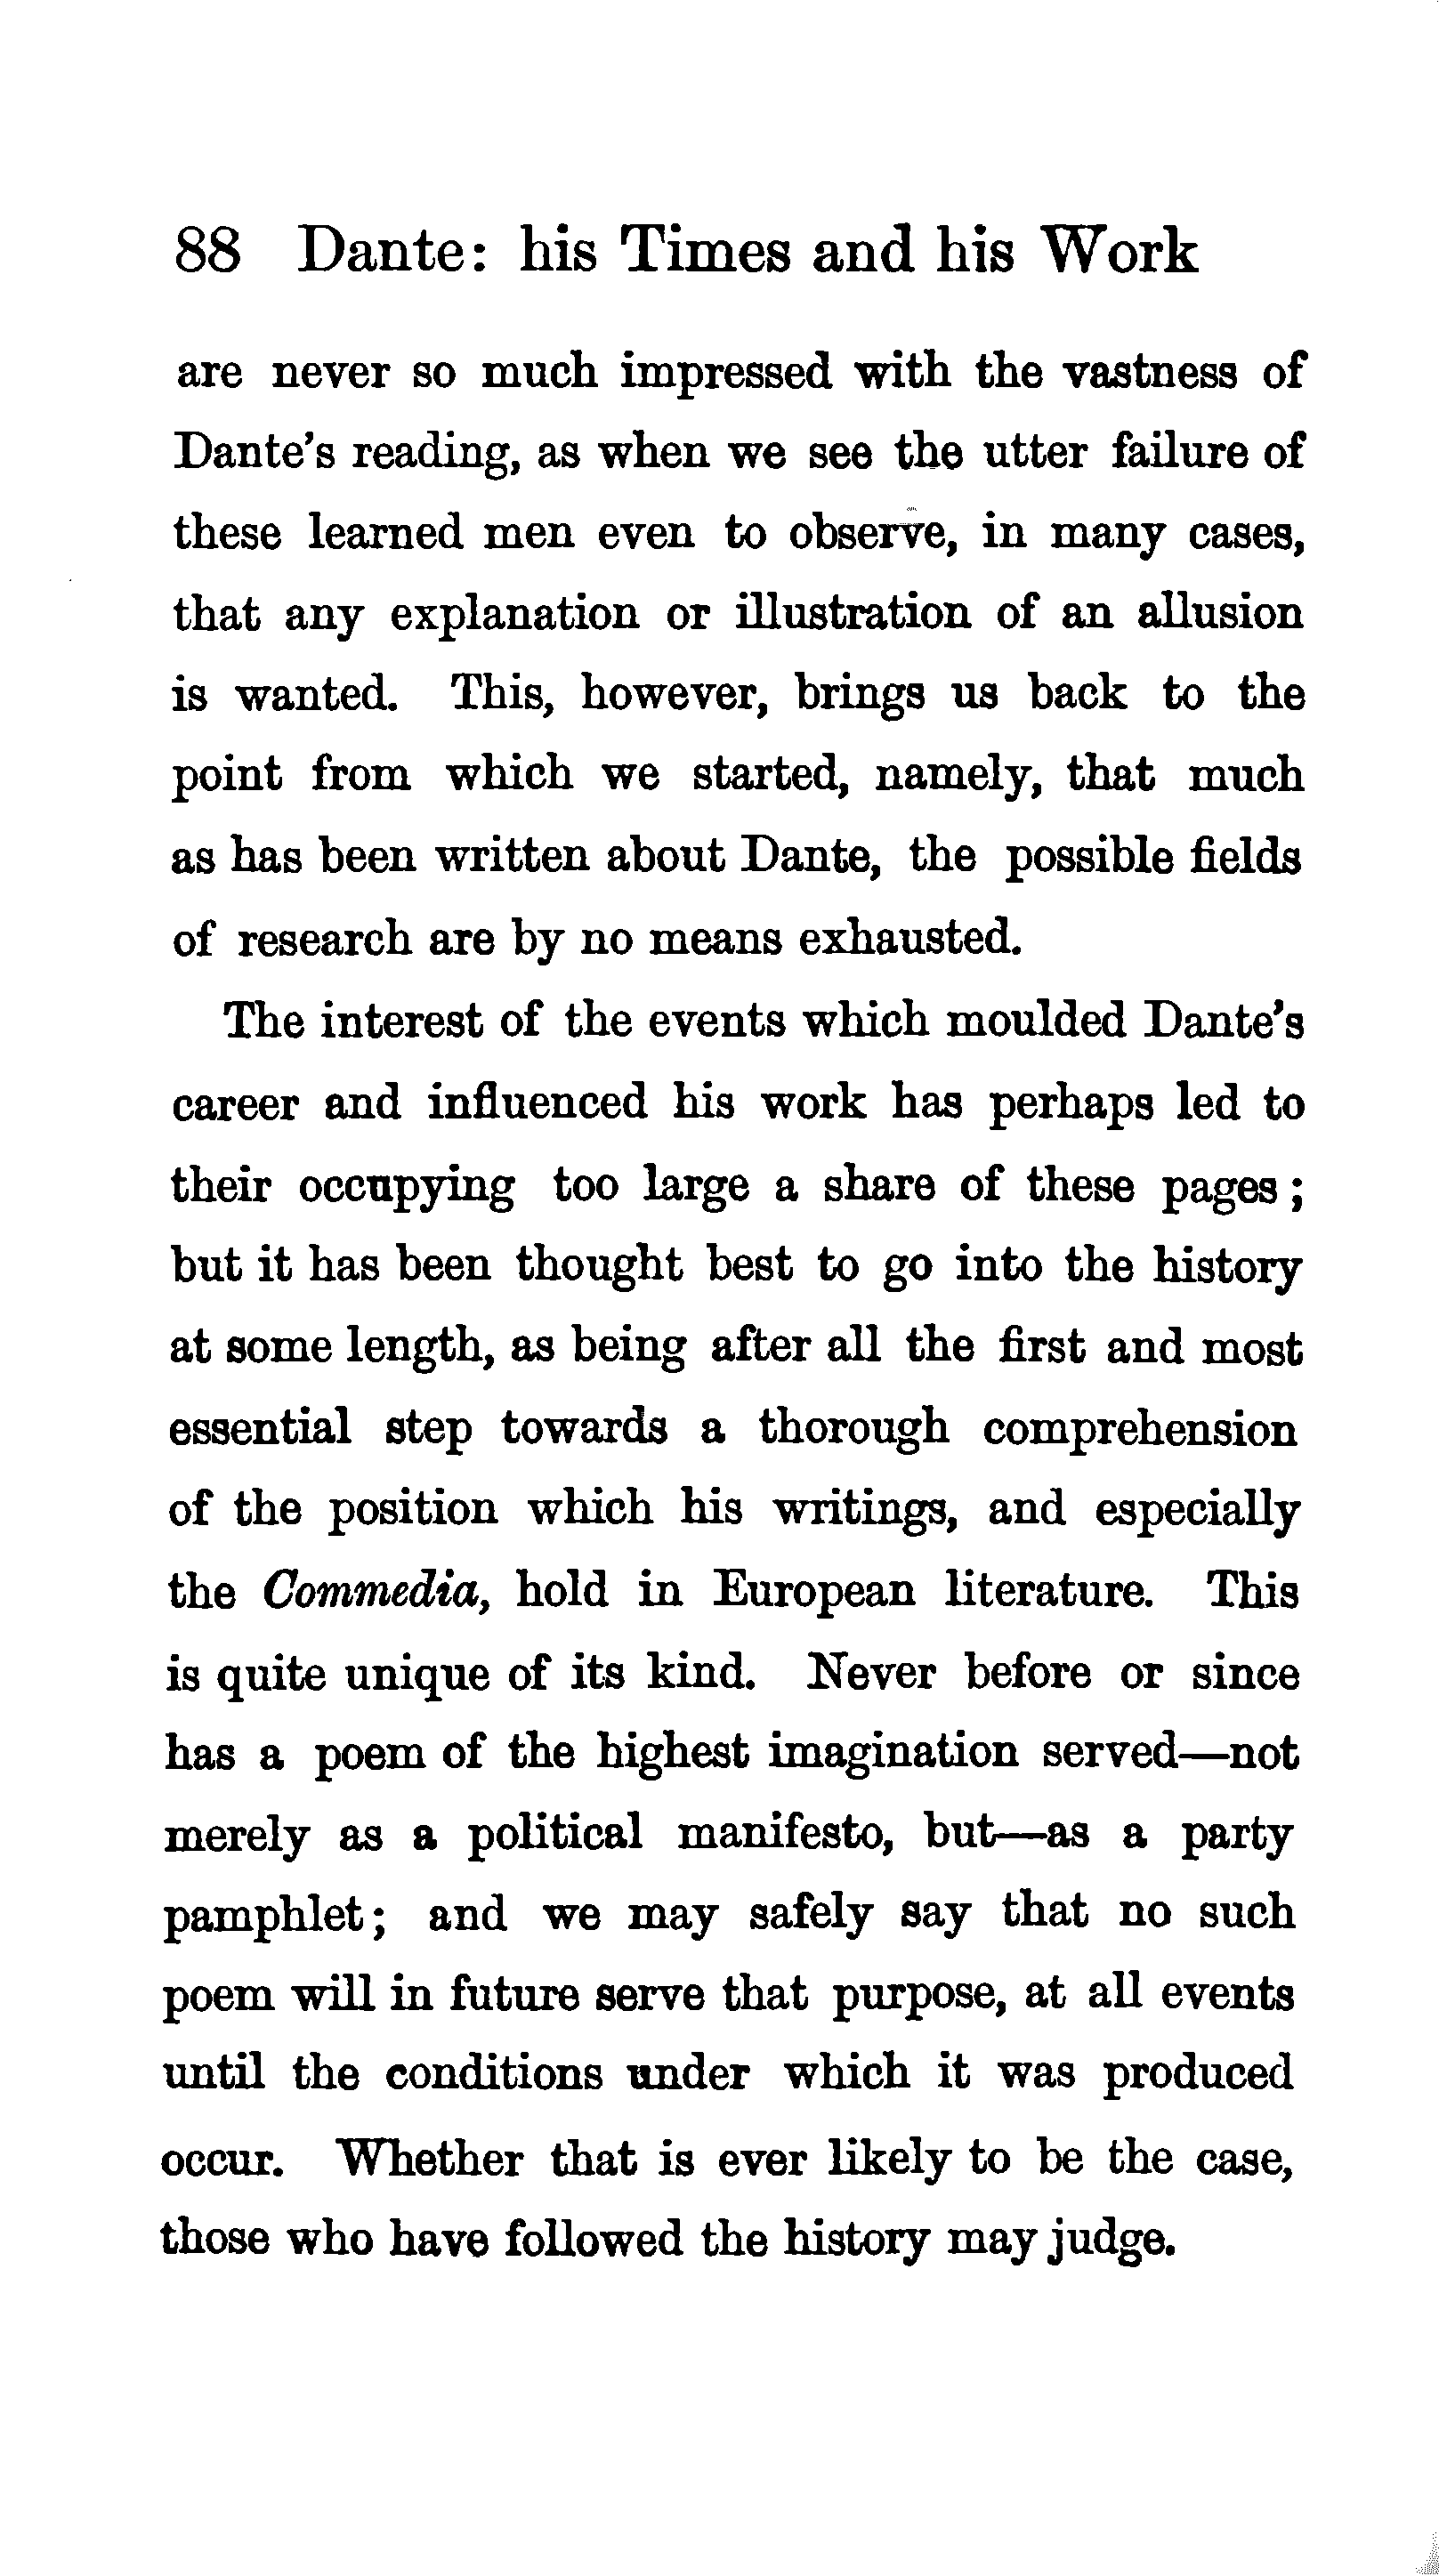 88 Dante: his Times and his Work
are never so much impressed with the vastness of
Dante's reading, as when we see the utter failure of
these learned men even to observe, in many cases,
that any explanation or illustration of an allusion
is wanted. This, however, brings us back to the
point from which we started, namely, that much
as has been written about Dante, the possible fields
of research are by no means exhausted.
The interest of the events which moulded Dante's
career and influenced his work has perhaps led to
their occupying too large a share of these pages;
but it has been thought best to go into the history
at some length, as being after all the first and most
essential step towards a thorough comprehension
of the position which his writings, and especially
the Commedia, hold in European literature. This
is quite unique of its kind. Never before or since
has a poem of the highest imagination served—not
merely as a political manifesto, but—as a party
pamphlet; and we may safely say that no such
poem will in future serve that purpose, at all events
until the conditions under which it was produced
occur. Whether that is ever likely to be the case,
those who have followed the history may judge.